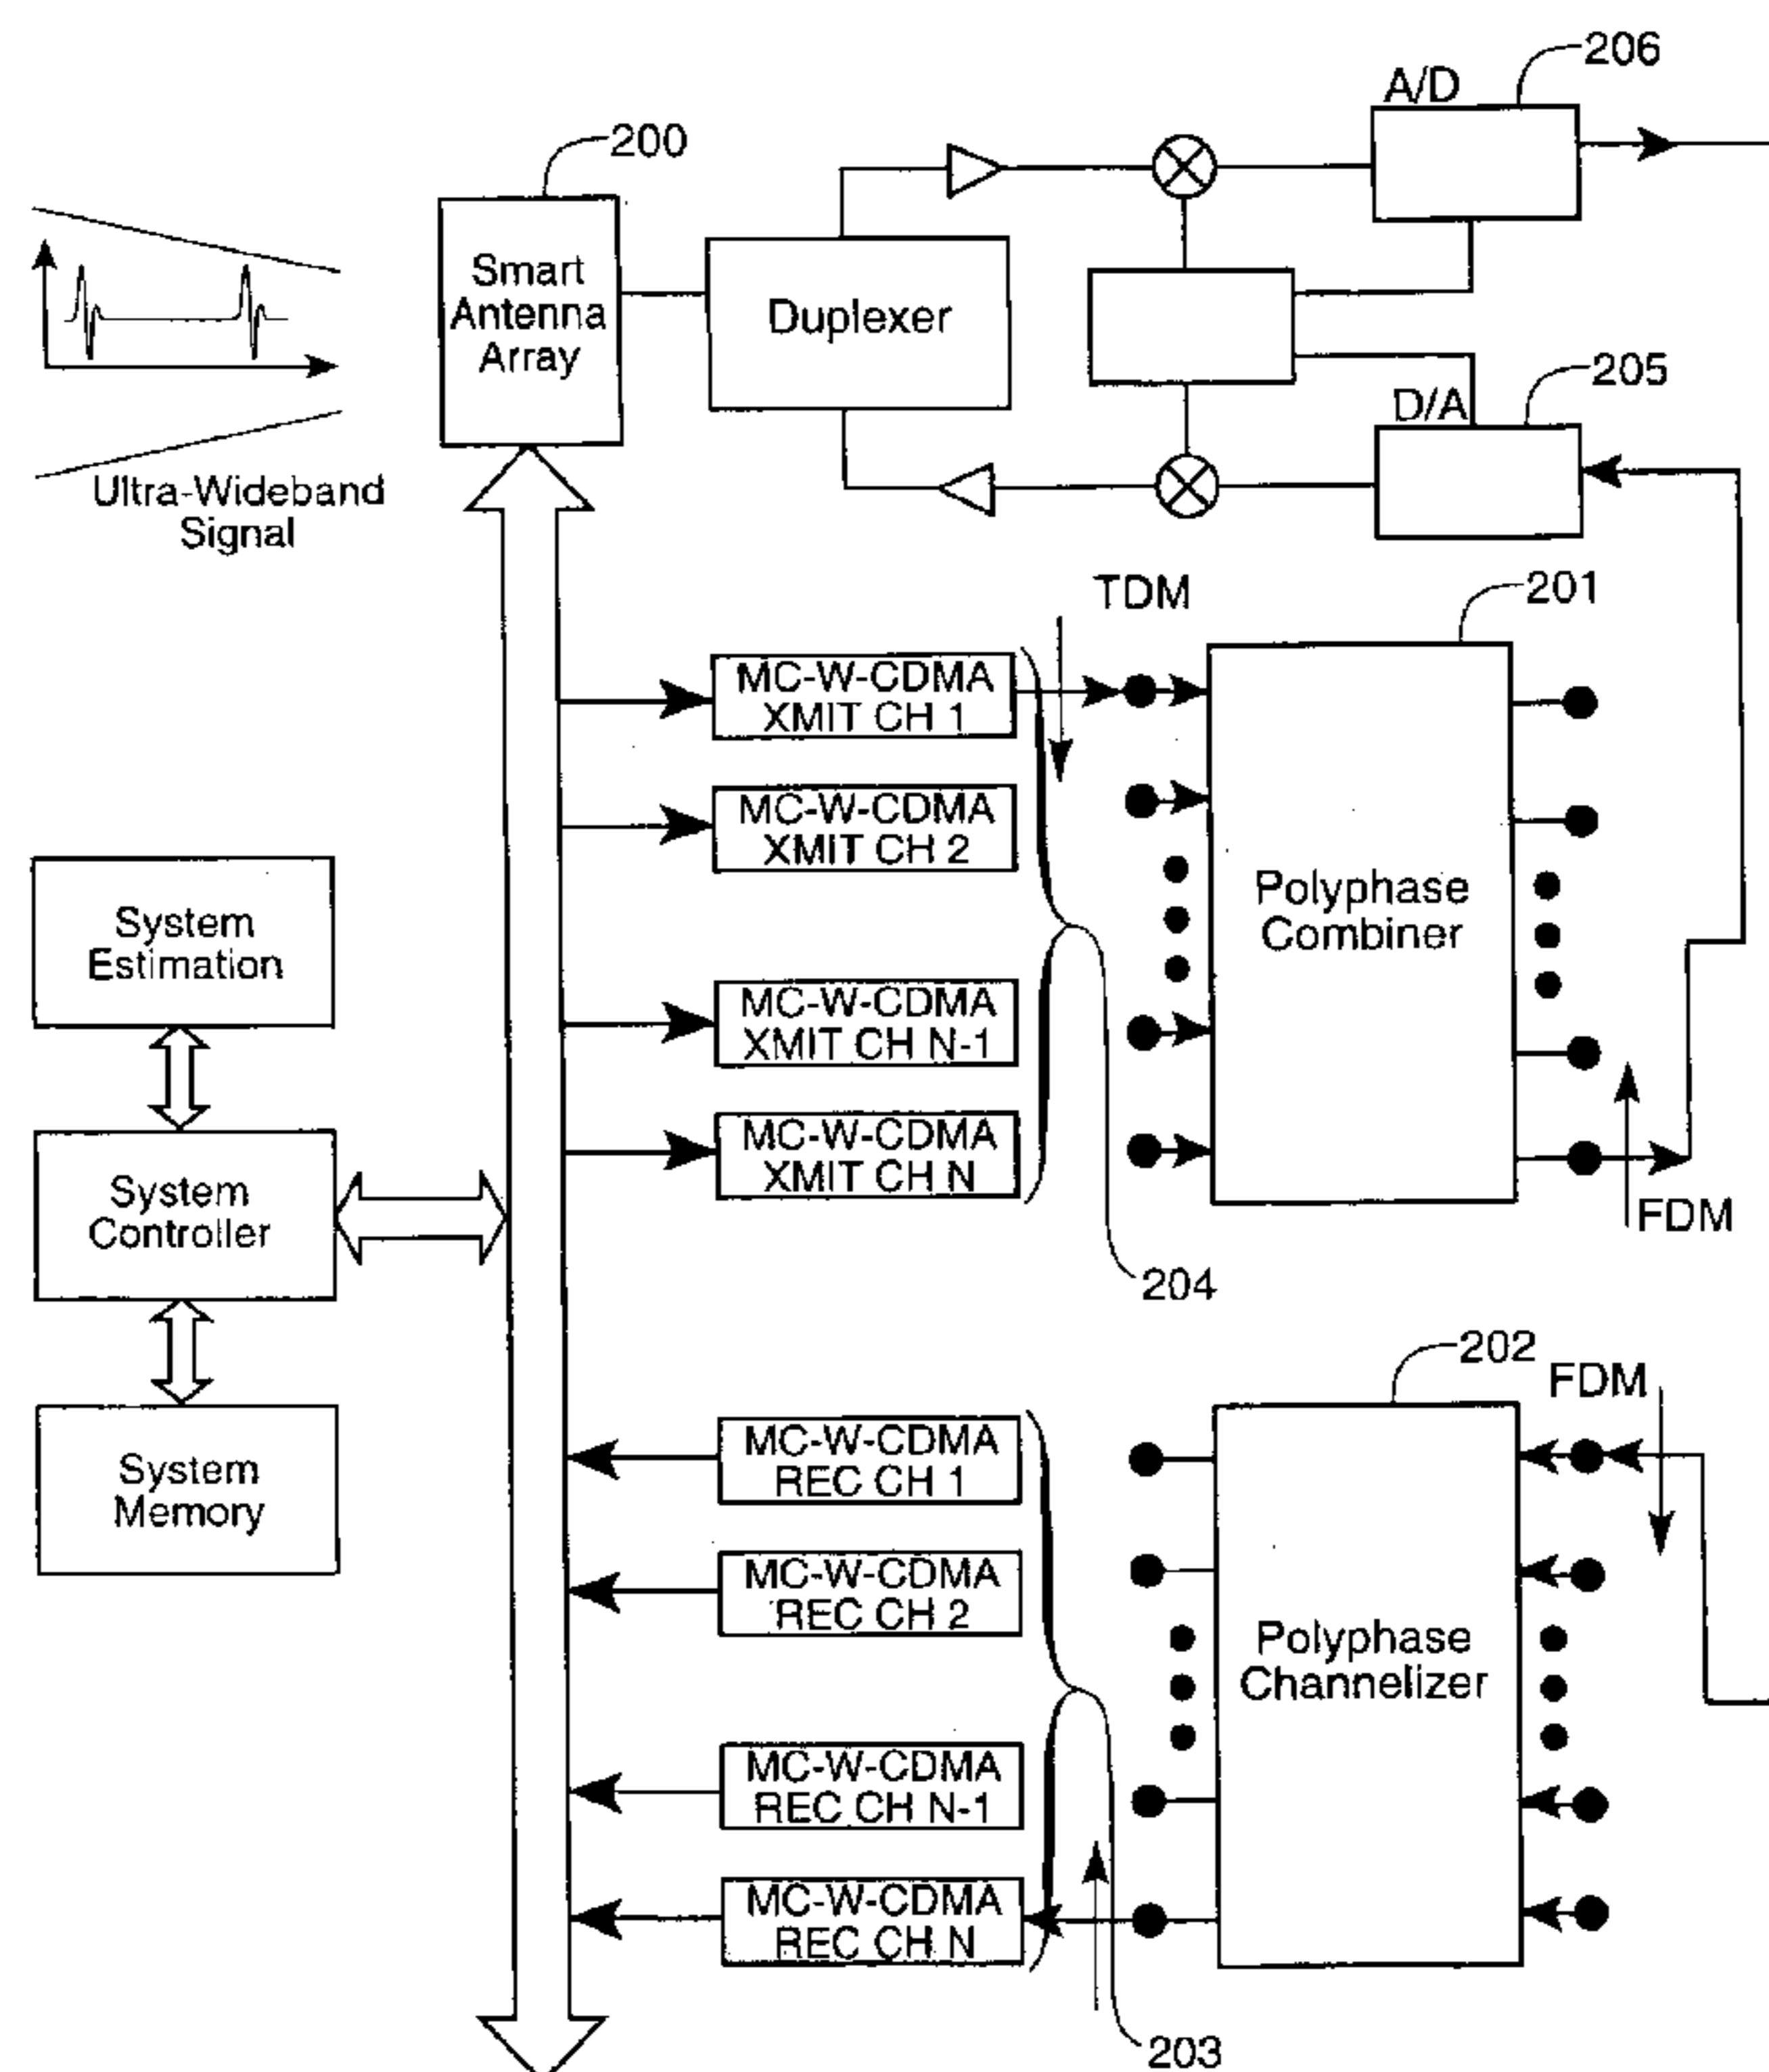 206
A/D
200
Smart
Antenna
Array
Duplexer
205
D/A
Ultra-Wideband
Signal
TDM
201
MC-W-CDMA
XMIT CH 1
MC-W-CDMA
XMIT CH 2
Polyphase
Combiner
System
Estimation
MC-W-CDMA
XMIT CH N-1
MC-W-CDMA
XMIT CH N
System
Controller
FDM
204
202
FDM
MC-W-CDMA
REC CH 1
System
Memory
MC-W-CDMA
REC CH 2
Polyphase
Channelizer
MC-W-CDMA
REC CH N-1
MC-W-CDMA
REC CH N
203